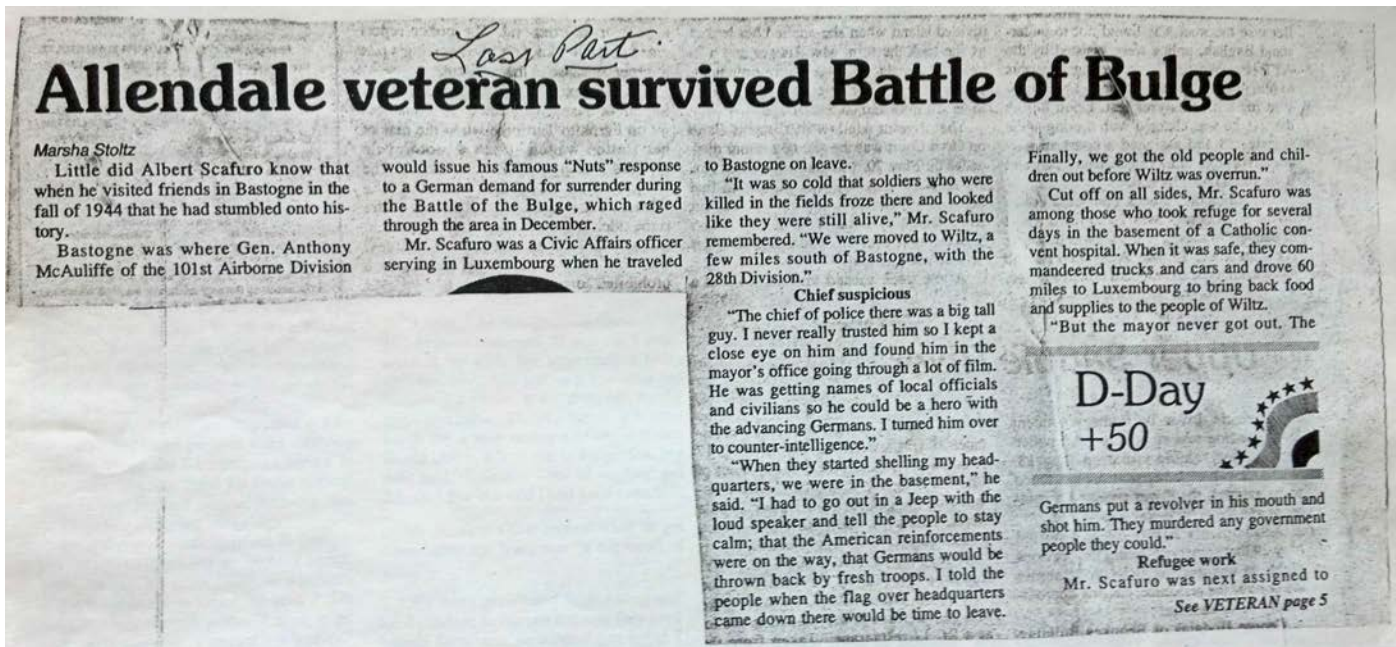 Last Part.
Allendale veteran survived Battle of Bulge
Marsha Stoltz
Little did Albert Scafuro know that
when he visited friends in Bastogne in the
fall of 1944 that he had stumbled onto his-
tory.
Bastogne was where Gen. Anthony
McAuliffe of the 101st Airborne Division
would issue his famous “Nuts” response
to a German demand for surrender during
the Battle of the Bulge, which raged
through the area in December.
Mr. Scafuro was a Civic Affairs officer
serving in Luxembourg when he traveled
to Bastogne on leave.
“It was so cold that soldiers who were
killed in the fields froze there and looked
like they were still alive,” Mr. Scafuro
remembered. “We were moved to Wiltz, a
few miles south of Bastogne, with the
28th Division.”
Chief suspicious
“The chief of police there was a big tall
guy. I never really trusted him so I kept a
close eye on him and found him in the
mayor's office going through a lot of film.
He was getting names of local officials
and civilians so he could be a hero with
the advancing Germans. I turned him over
to counter-intelligence.”
“When they started shelling my head-
quarters, we were in the basement,” he
said. “I had to go out in a Jeep with the
loud speaker and tell the people to stay
calm; that the American reinforcements
were on the way, that Germans would be
thrown back by fresh troops. I told the
people when the flag over headquarters
came down there would be time to leave.
Finally, we got the old people and chil-
dren out before Wiltz was overrun.”
Cut off on all sides, Mr. Scafuro was
among those who took refuge for several
days in the basement of a Catholic con-
vent hospital. When it was safe, they com-
mandeered trucks and cars and drove 60
miles to Luxembourg to bring back food
and supplies to the people of Wiltz.
“But the mayor never got out. The
D-Day
+50
Germans put a revolver in his mouth and
shot him. They murdered any government
people they could.”
Refugee work
Mr. Scafuro was next assigned to
See VETERAN page 5